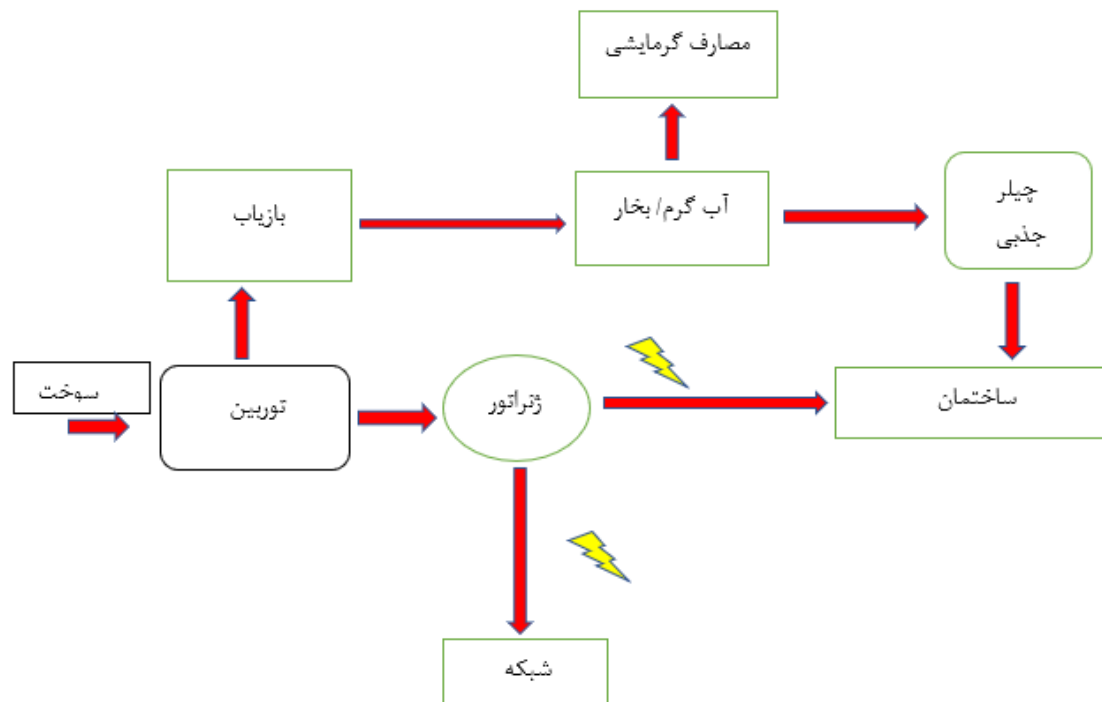 مصارف گرمایشی
بازیاب
آب گرم/ بخار
چیلر
جذبی
سوخت
توربین
ژنراتور
ساختمان
شبکه